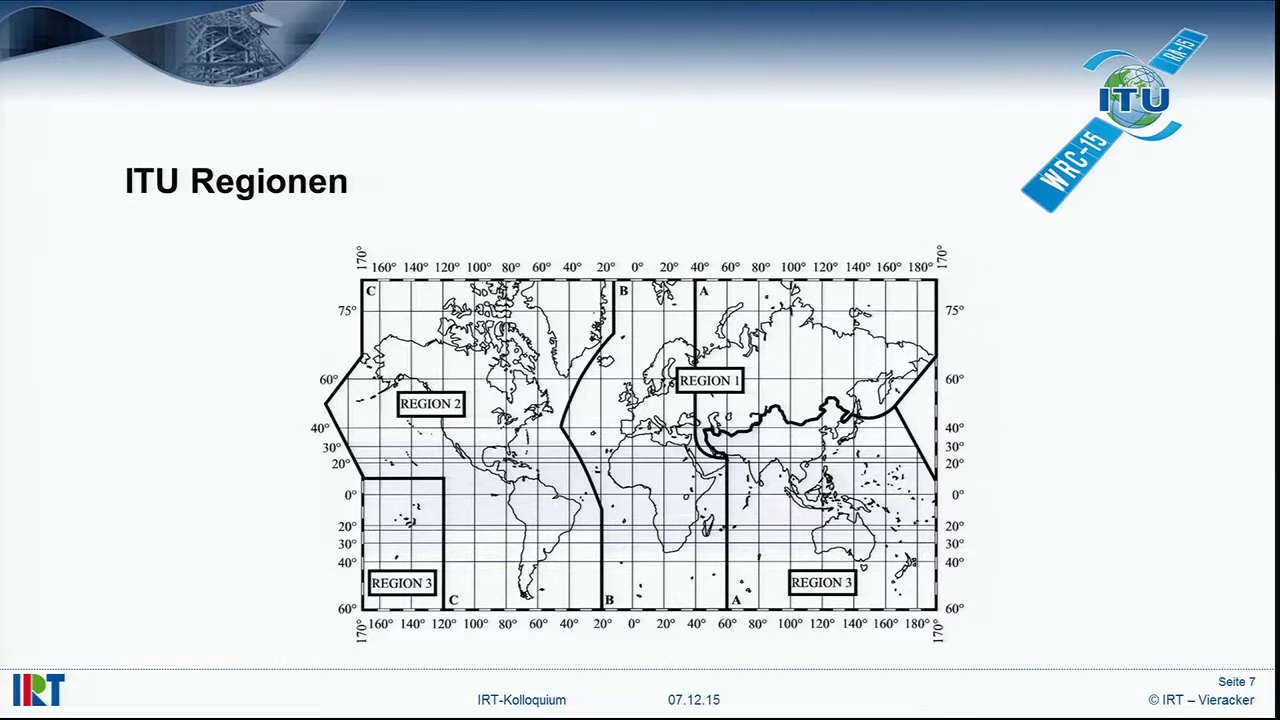 RA-15
ITU
WRC-15
ITU Regionen
170° 160° 140° 120° 100° 80° 60° 40° 20° 0° 20° 40° 60° 80° 100° 120° 140° 160° 180° 170°
C B A
75° 75°
60° REGION 1 60°
REGION 2
40° 40°
30° 30°
20° 20°
0° 0°
20° 20°
30° 30°
40° 40°
REGION 3 REGION 3
C B A
60° 60°
170° 160° 140° 120° 100° 80° 60° 40° 20° 0° 20° 40° 60° 80° 100° 120° 140° 160° 180° 170°
Seite 7
IRT
IRT-Kolloquium 07.12.15 © IRT – Vieracker